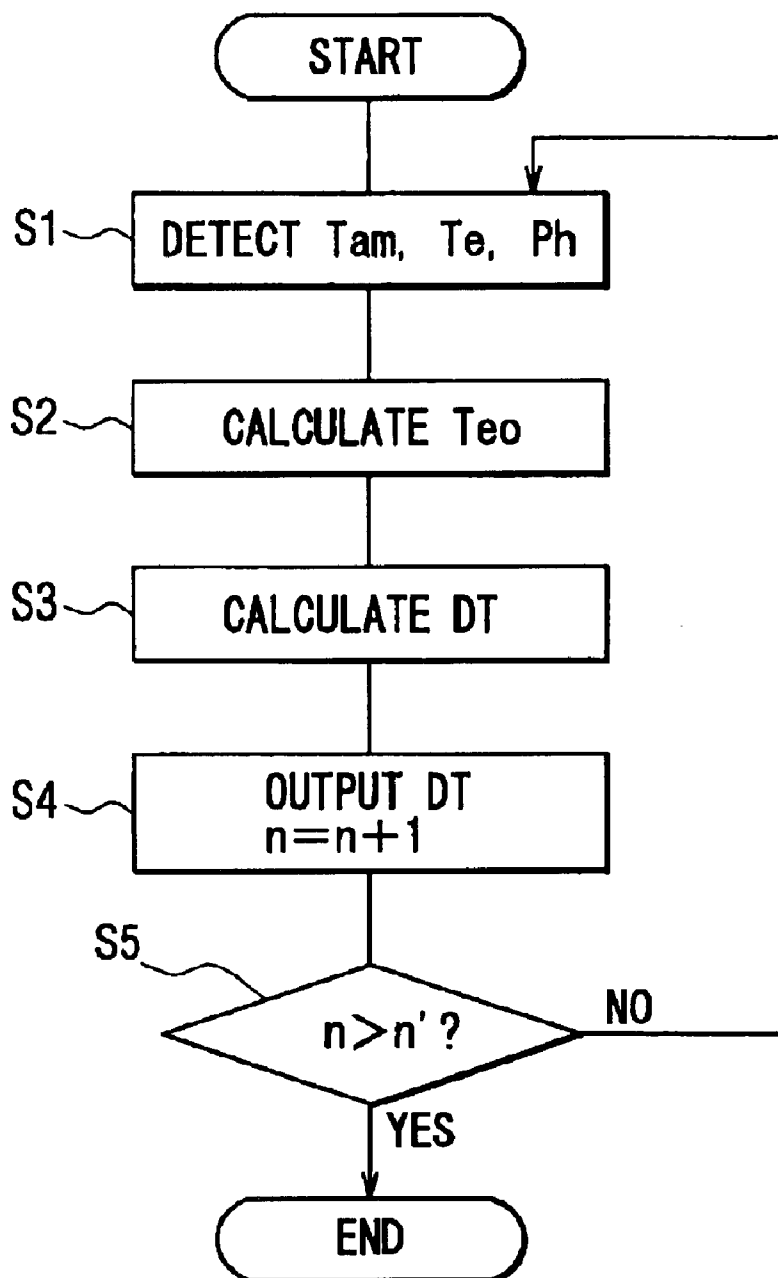 START
S1
DETECT Tam, Te, Ph
S2
CALCULATE Teo
S3
CALCULATE DT
S4
OUTPUT DT
n=n+1
S5
n>n'?
NO
YES
END